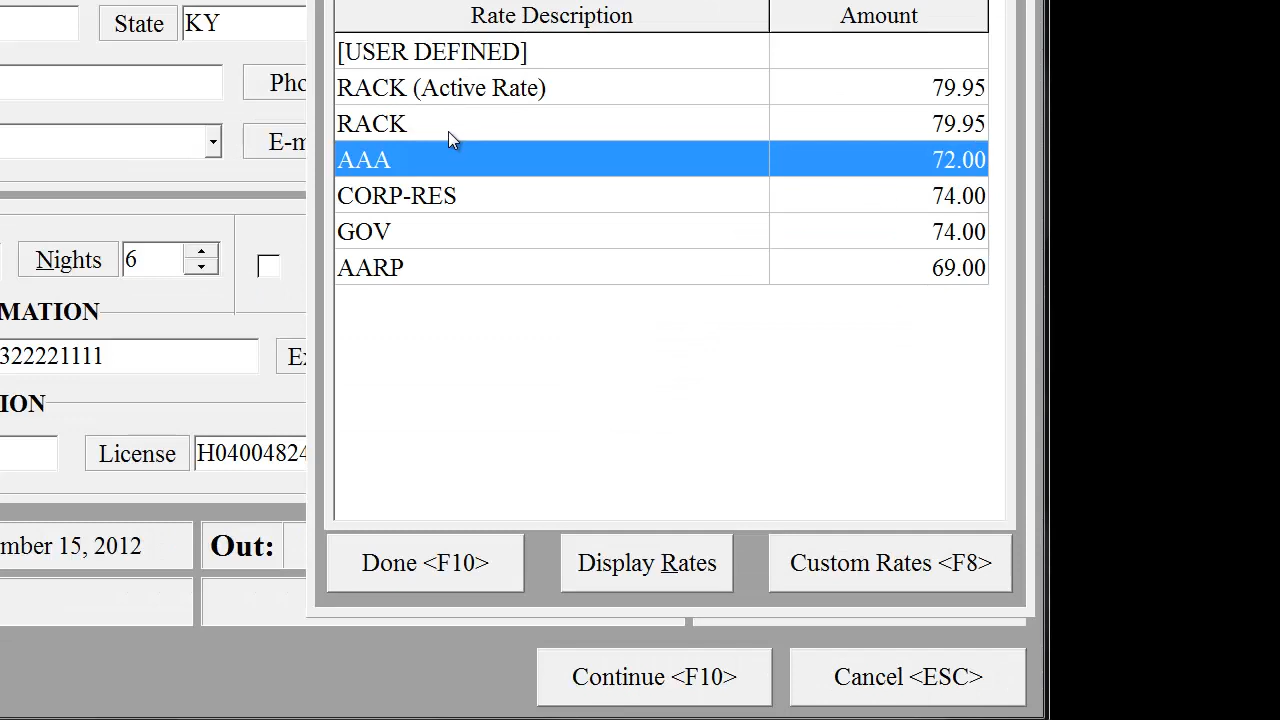 State KY
Phc
E-m
Nights 6
MATION
322221111 Ex
ION
License H04004824
mber 15, 2012 Out:
Rate Description Amount
[USER DEFINED]
RACK (Active Rate) 79.95
RACK 79.95
AAA 72.00
CORP-RES 74.00
GOV 74.00
AARP 69.00
Done <F10> Display Rates Custom Rates <F8>
Continue <F10> Cancel <ESC>